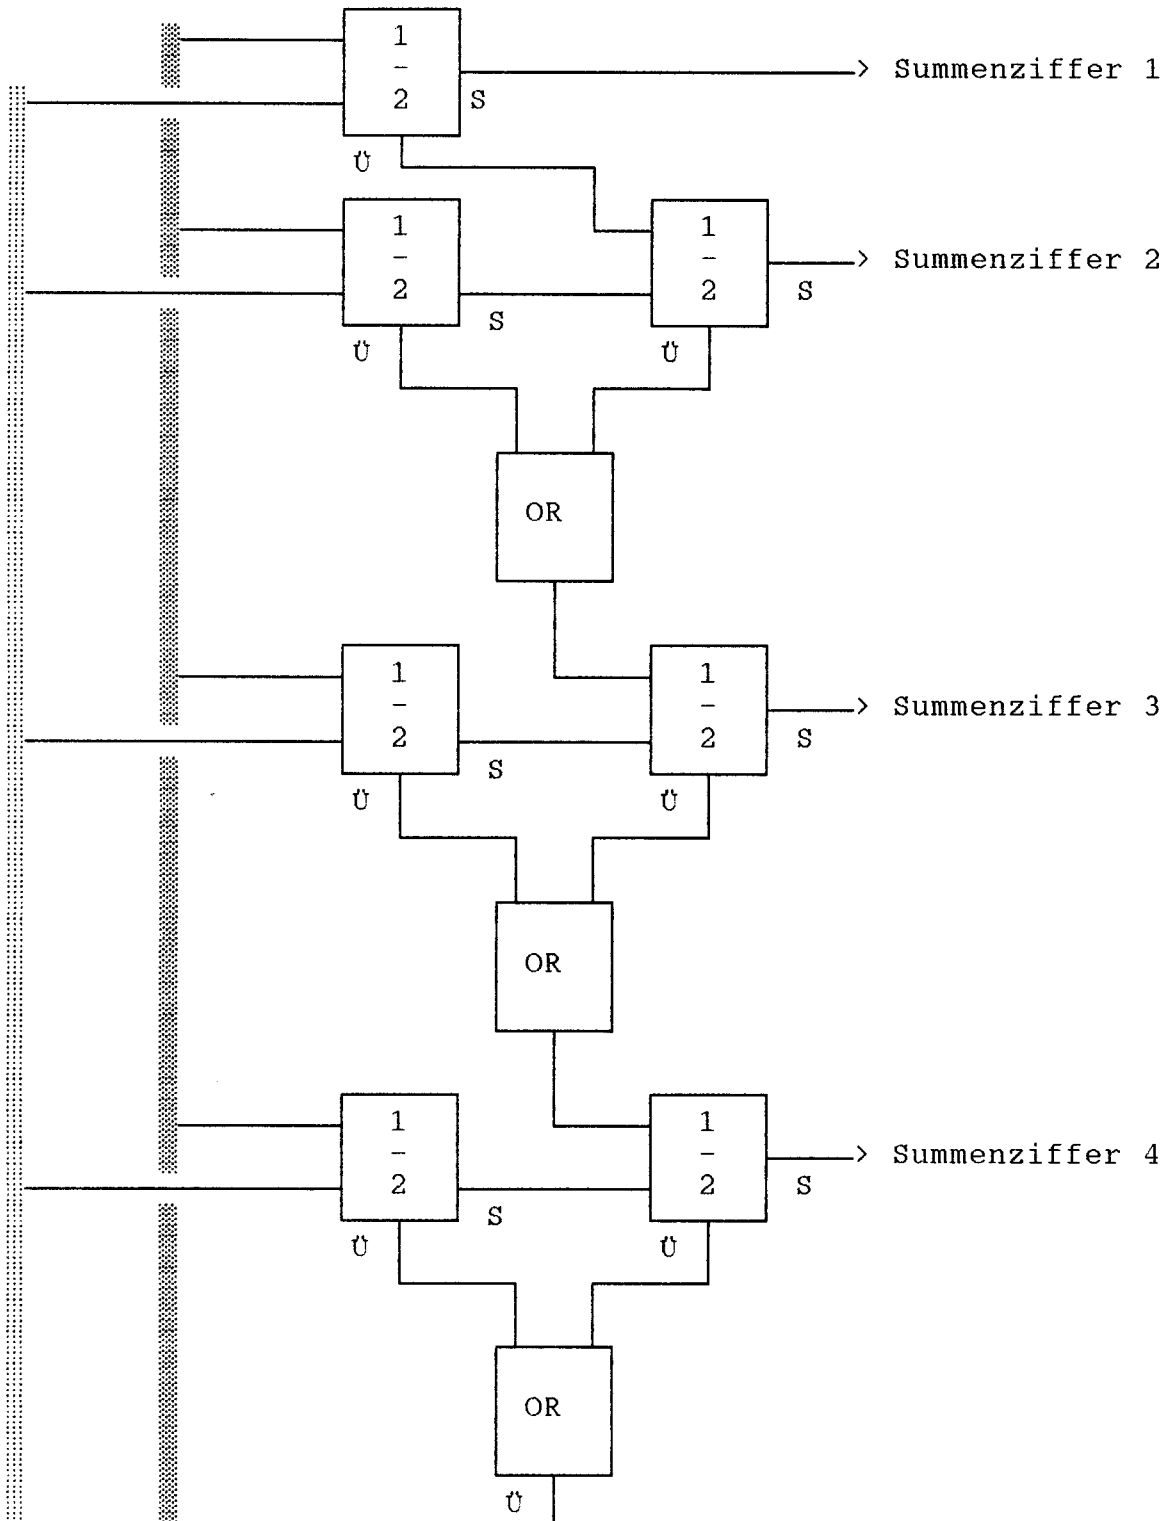 1
-
2
S
> Summenziffer 1
Ü
1
-
2
S
Ü
1
-
2
S
> Summenziffer 2
Ü
OR
1
-
2
S
Ü
1
-
2
S
> Summenziffer 3
Ü
OR
1
-
2
S
Ü
1
-
2
S
> Summenziffer 4
Ü
OR
Ü